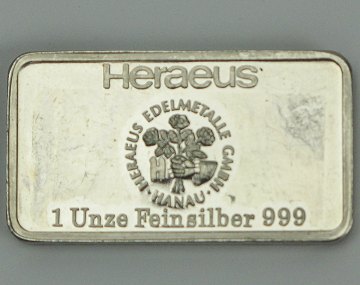 Heraeus
HERAEUS EDELMETALLE GMBH
· HANAU ·
H
1 Unze Feinsilber 999